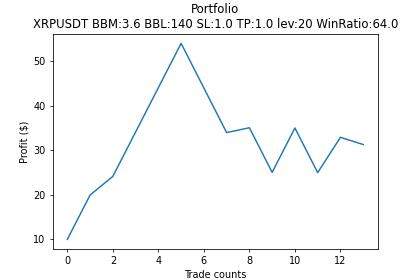 Portfolio
XRPUSDT BBM:3.6 BBL:140 SL:1.0 TP:1.0 lev:20 WinRatio:64.0
50
40
30
20
10
Profit ($)
0 2 4 6 8 10 12
Trade counts